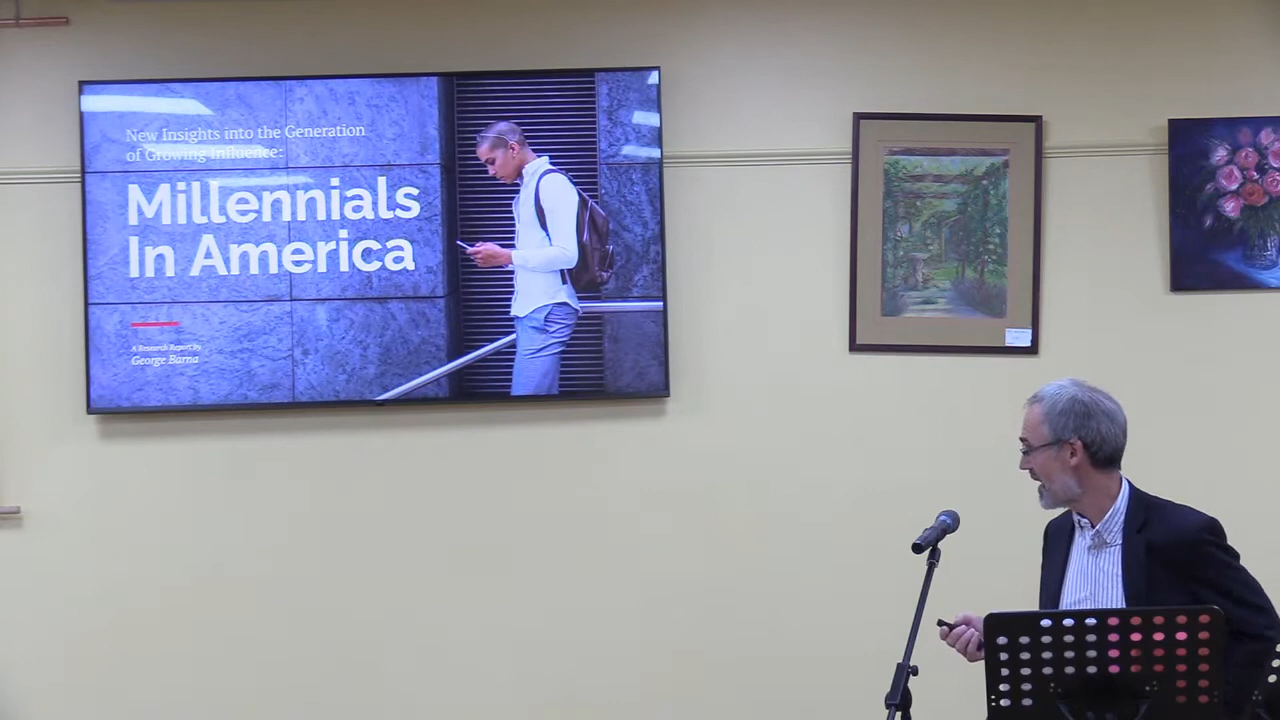 New Insights into the Generation
of Growing Influence:
Millennials
In America
A Research Report by
George Barna